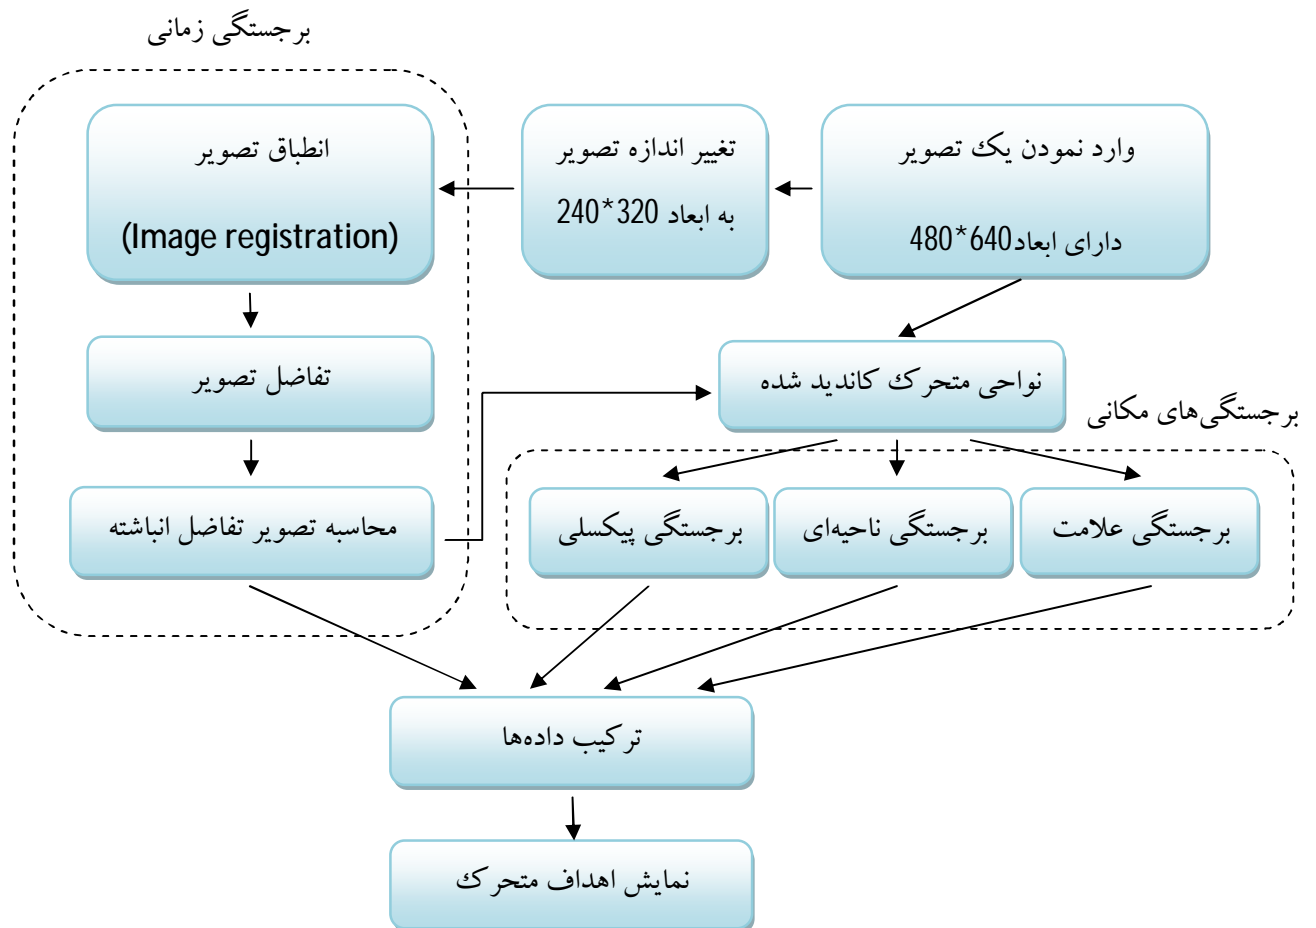 برجستگی زمانی
وارد نمودن یک تصویر
دارای ابعاد640*480
تغییر اندازه تصویر
به ابعاد 320*240
انطباق تصویر
(Image registration)
تفاضل تصویر
نواحی متحرک کاندید شده
برجستگی‌های مکانی
محاسبه تصویر تفاضل انباشته
برجستگی علامت
برجستگی ناحیه‌ای
برجستگی پیکسلی
ترکیب داده‌ها
نمایش اهداف متحرک